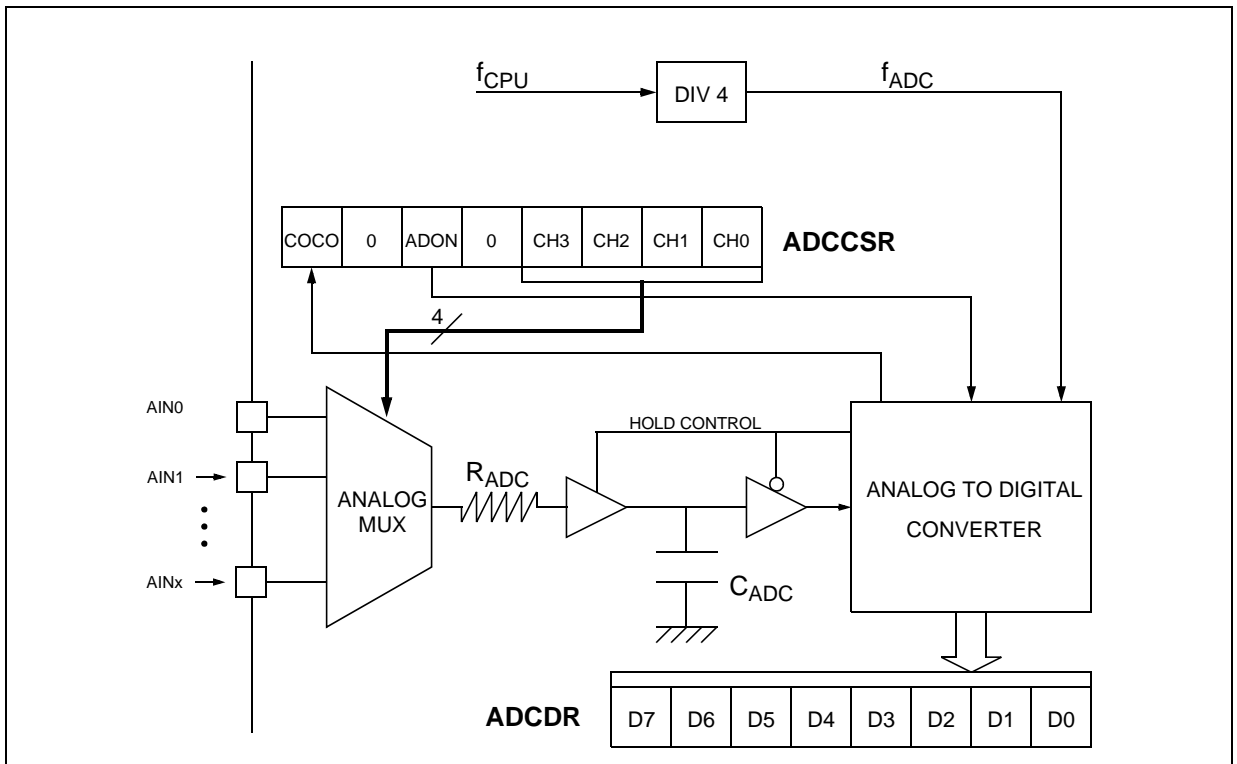 fCPU
DIV 4
fADC
COCO 0 ADON 0 CH3 CH2 CH1 CH0
ADCCSR
4
AIN0
HOLD CONTROL
AIN1
RADC
ANALOG
MUX
ANALOG TO DIGITAL
CONVERTER
AINx
CADC
ADCDR
D7 D6 D5 D4 D3 D2 D1 D0